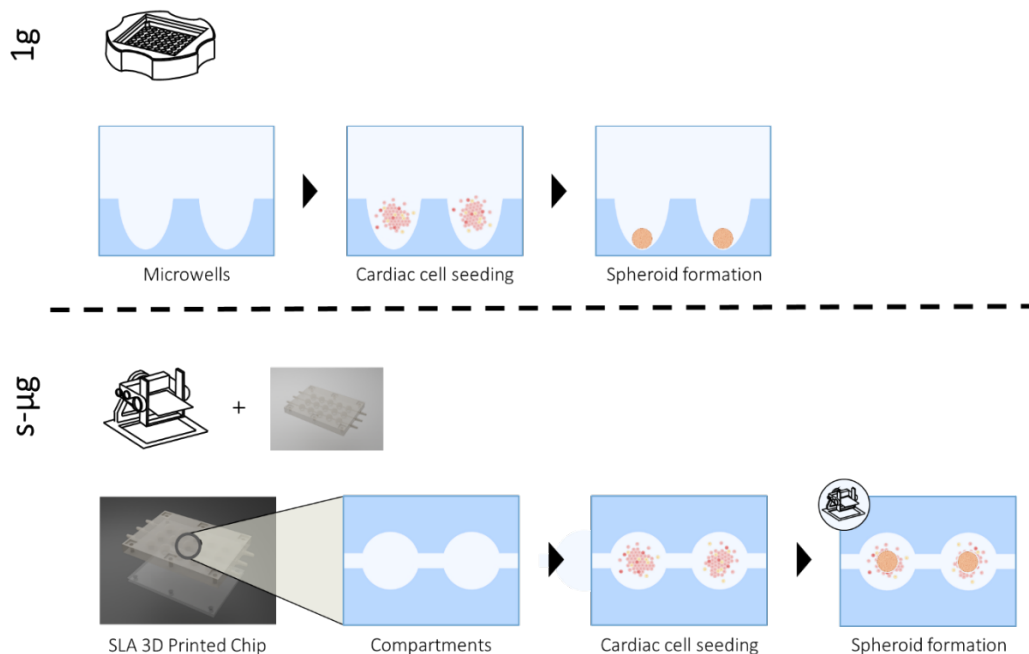 1g
Microwells
Cardiac cell seeding
Spheroid formation
s-µg
+
SLA 3D Printed Chip
Compartments
Cardiac cell seeding
Spheroid formation